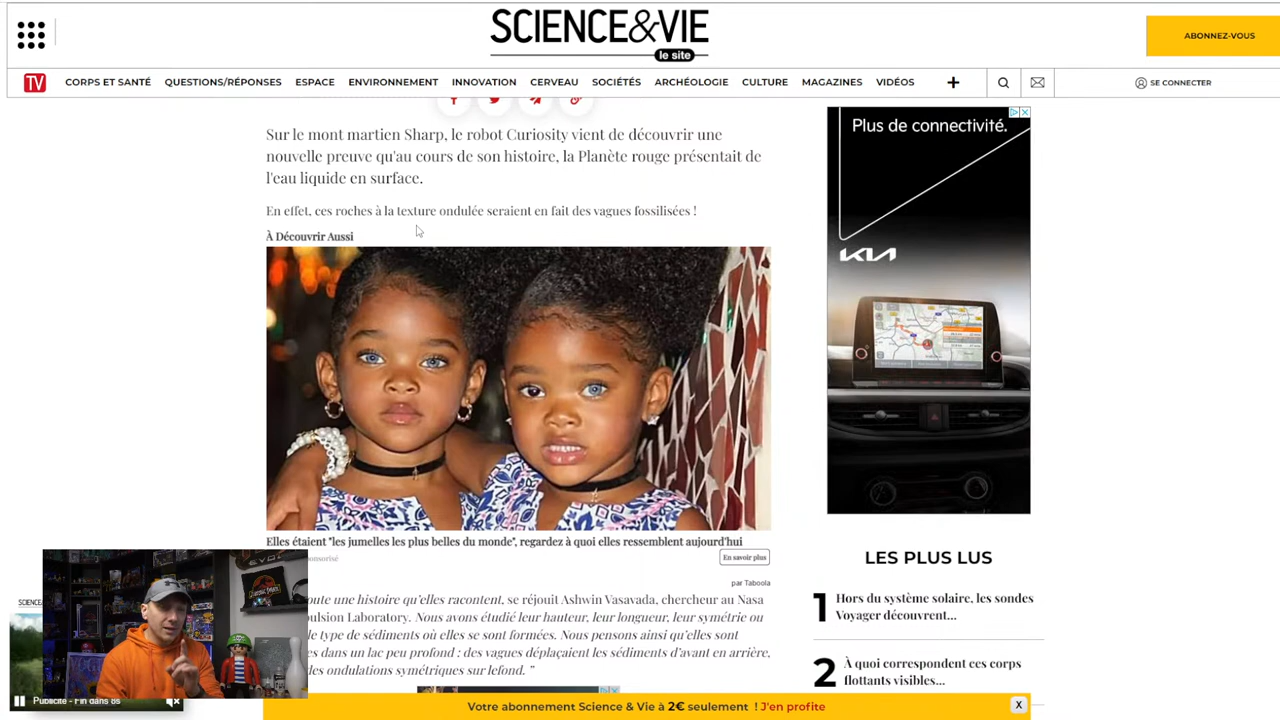 SCIENCE&VIE
le site
ABONNEZ-VOUS
TV CORPS ET SANTÉ QUESTIONS/RÉPONSES ESPACE ENVIRONNEMENT INNOVATION CERVEAU SOCIÉTÉS ARCHÉOLOGIE CULTURE MAGAZINES VIDÉOS + SE CONNECTER
Sur le mont martien Sharp, le robot Curiosity vient de découvrir une
nouvelle preuve qu'au cours de son histoire, la Planète rouge présentait de
l'eau liquide en surface.
En effet, ces roches à la texture ondulée seraient en fait des vagues fossilisées !
À Découvrir Aussi
Elles étaient "les jumelles les plus belles du monde", regardez à quoi elles ressemblent aujourd'hui
En savoir plus
par Taboola
une histoire qu'elles racontent, se réjouit Ashwin Vasavada, chercheur au Nasa
Laboratory. Nous avons étudié leur hauteur, leur longueur, leur symétrie ou
le type de sédiments où elles se sont formées. Nous pensons ainsi qu'elles sont
dans un lac peu profond : des vagues déplaçaient les sédiments d'avant en arrière,
des ondulations symétriques sur lefond. ”
Plus de connectivité.
KIA
LES PLUS LUS
1 Hors du système solaire, les sondes
Voyager découvrent...
2 À quoi correspondent ces corps
flottants visibles...
Publicité - Fin dans 08
Votre abonnement Science & Vie à 2€ seulement ! J'en profite
X